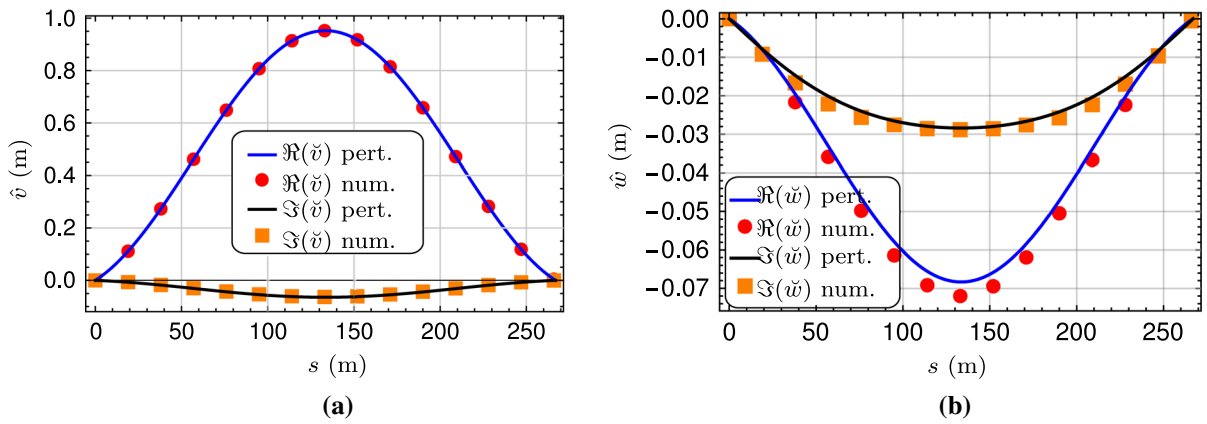 1.0
0.8
0.6
0.4
0.2
0.0
v̂ (m)
ℜ(v̆) pert.
ℜ(v̆) num.
ℑ(v̆) pert.
ℑ(v̆) num.
0 50 100 150 200 250
s (m)
(a)
0.00
−0.01
−0.02
−0.03
−0.04
−0.05
−0.06
−0.07
ŵ (m)
ℜ(w̆) pert.
ℜ(w̆) num.
ℑ(w̆) pert.
ℑ(w̆) num.
0 50 100 150 200 250
s (m)
(b)